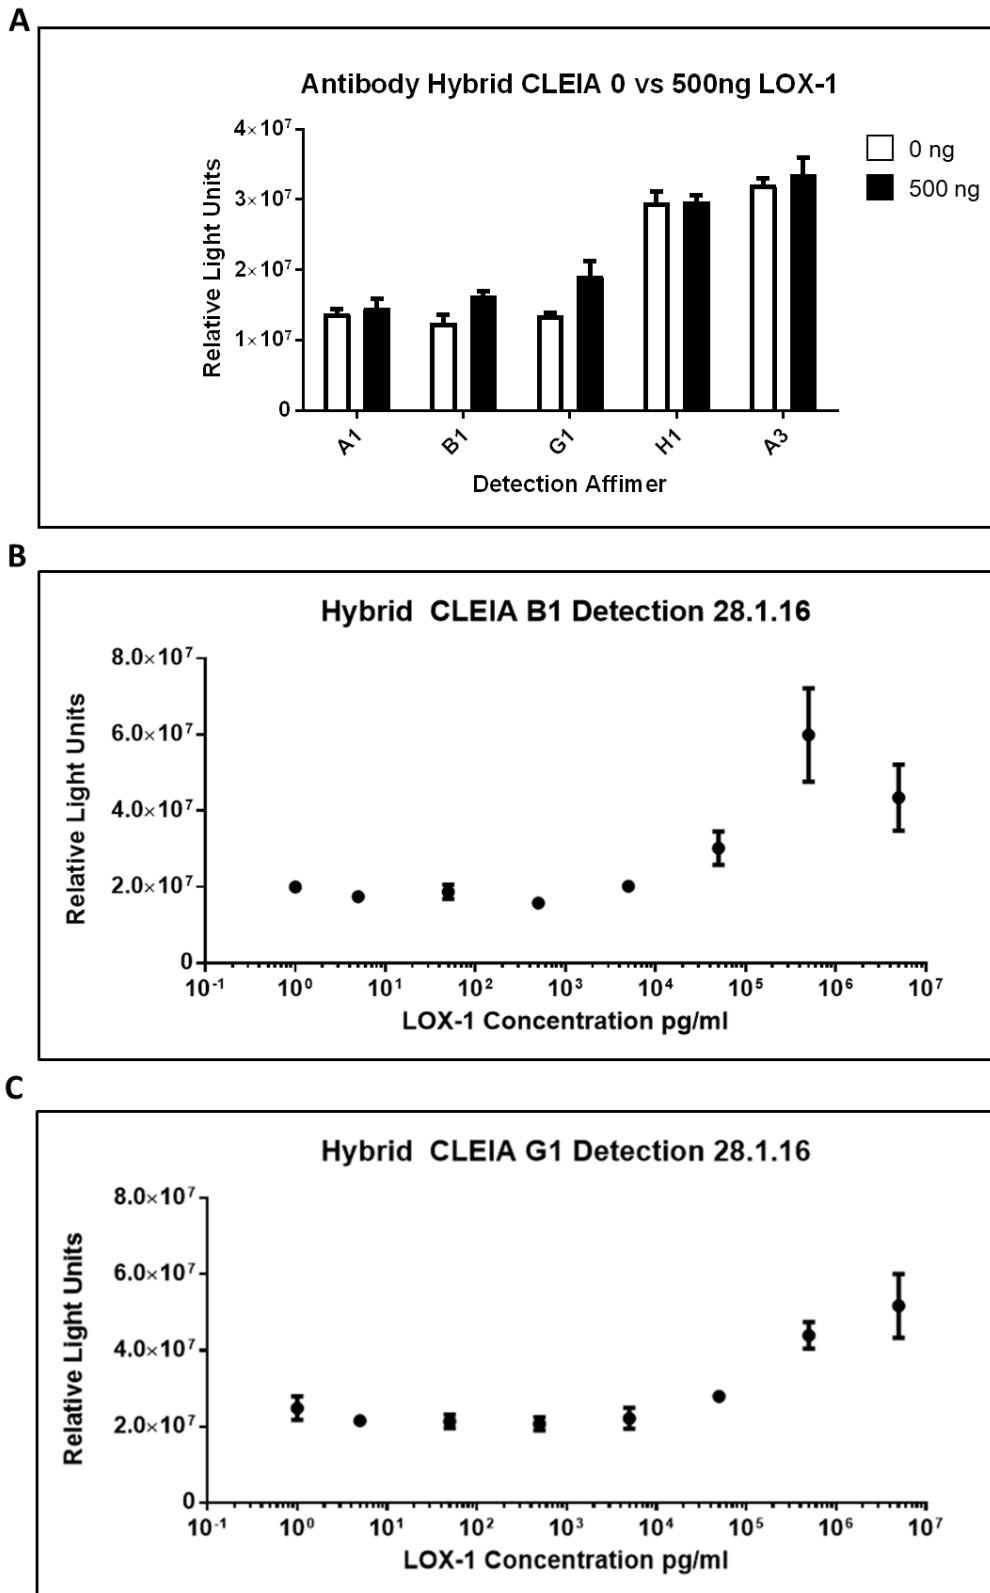 A
Antibody Hybrid CLEIA 0 vs 500ng LOX-1
Relative Light Units
4×10⁷
3×10⁷
2×10⁷
1×10⁷
0
0 ng
500 ng
A1 B1 G1 H1 A3
Detection Affimer
B
Hybrid CLEIA B1 Detection 28.1.16
Relative Light Units
8.0×10⁷
6.0×10⁷
4.0×10⁷
2.0×10⁷
0
10⁻¹ 10⁰ 10¹ 10² 10³ 10⁴ 10⁵ 10⁶ 10⁷
LOX-1 Concentration pg/ml
C
Hybrid CLEIA G1 Detection 28.1.16
Relative Light Units
8.0×10⁷
6.0×10⁷
4.0×10⁷
2.0×10⁷
0
10⁻¹ 10⁰ 10¹ 10² 10³ 10⁴ 10⁵ 10⁶ 10⁷
LOX-1 Concentration pg/ml